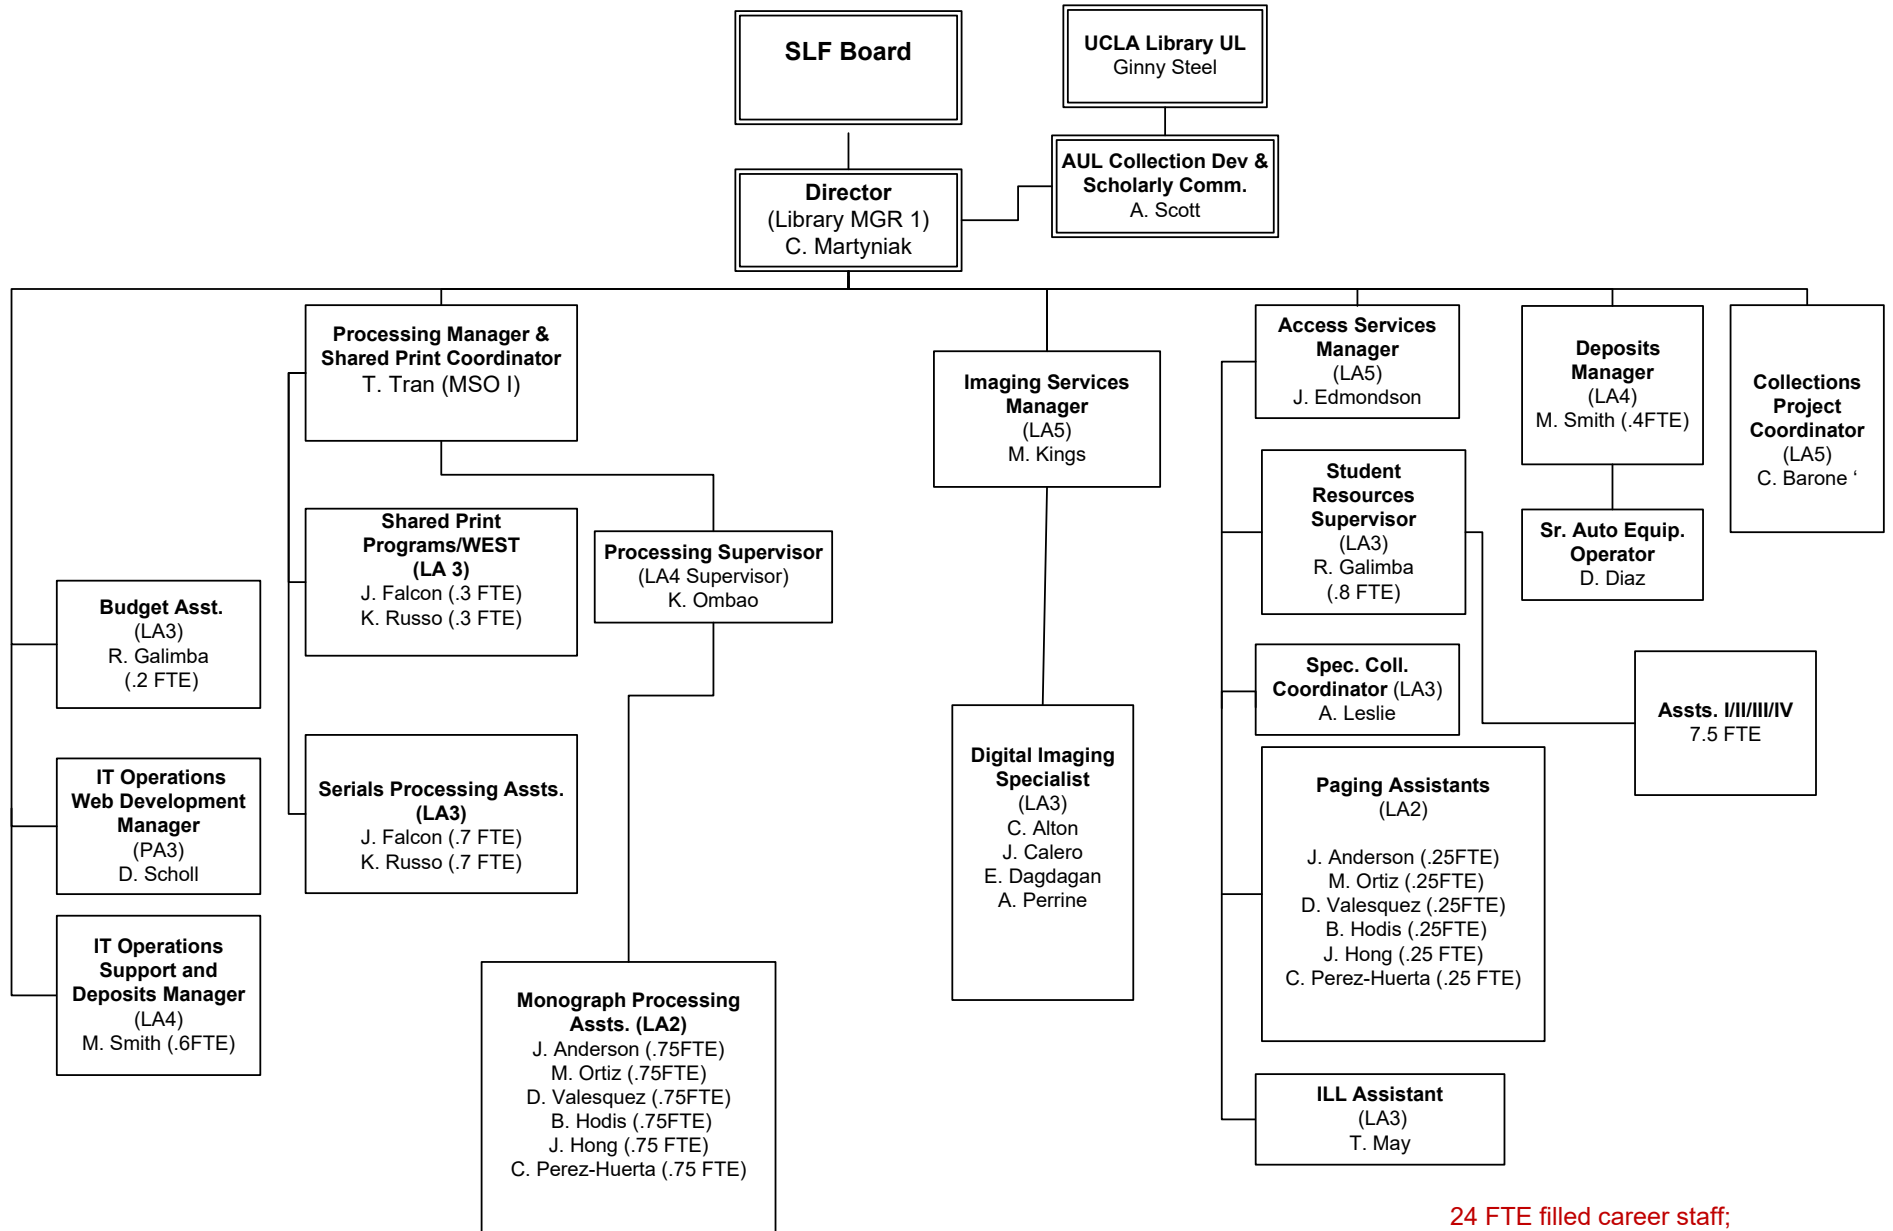 SLF Board
UCLA Library UL
Ginny Steel
AUL Collection Dev &
Scholarly Comm.
A. Scott
Director
(Library MGR 1)
C. Martyniak
Processing Manager &
Shared Print Coordinator
T. Tran (MSO I)
Imaging Services
Manager
(LA5)
M. Kings
Access Services
Manager
(LA5)
J. Edmondson
Deposits
Manager
(LA4)
M. Smith (.4FTE)
Collections
Project
Coordinator
(LA5)
C. Barone ‘
Student
Resources
Supervisor
(LA3)
R. Galimba
(.8 FTE)
Sr. Auto Equip.
Operator
D. Diaz
Shared Print
Programs/WEST
(LA 3)
J. Falcon (.3 FTE)
K. Russo (.3 FTE)
Processing Supervisor
(LA4 Supervisor)
K. Ombao
Budget Asst.
(LA3)
R. Galimba
(.2 FTE)
Spec. Coll.
Coordinator (LA3)
A. Leslie
Assts. I/II/III/IV
7.5 FTE
IT Operations
Web Development
Manager
(PA3)
D. Scholl
Serials Processing Assts.
(LA3)
J. Falcon (.7 FTE)
K. Russo (.7 FTE)
Digital Imaging
Specialist
(LA3)
C. Alton
J. Calero
E. Dagdagan
A. Perrine
Paging Assistants
(LA2)
J. Anderson (.25FTE)
M. Ortiz (.25FTE)
D. Valesquez (.25FTE)
B. Hodis (.25FTE)
J. Hong (.25 FTE)
C. Perez-Huerta (.25 FTE)
IT Operations
Support and
Deposits Manager
(LA4)
M. Smith (.6FTE)
Monograph Processing
Assts. (LA2)
J. Anderson (.75FTE)
M. Ortiz (.75FTE)
D. Valesquez (.75FTE)
B. Hodis (.75FTE)
J. Hong (.75 FTE)
C. Perez-Huerta (.75 FTE)
ILL Assistant
(LA3)
T. May
24 FTE filled career staff;